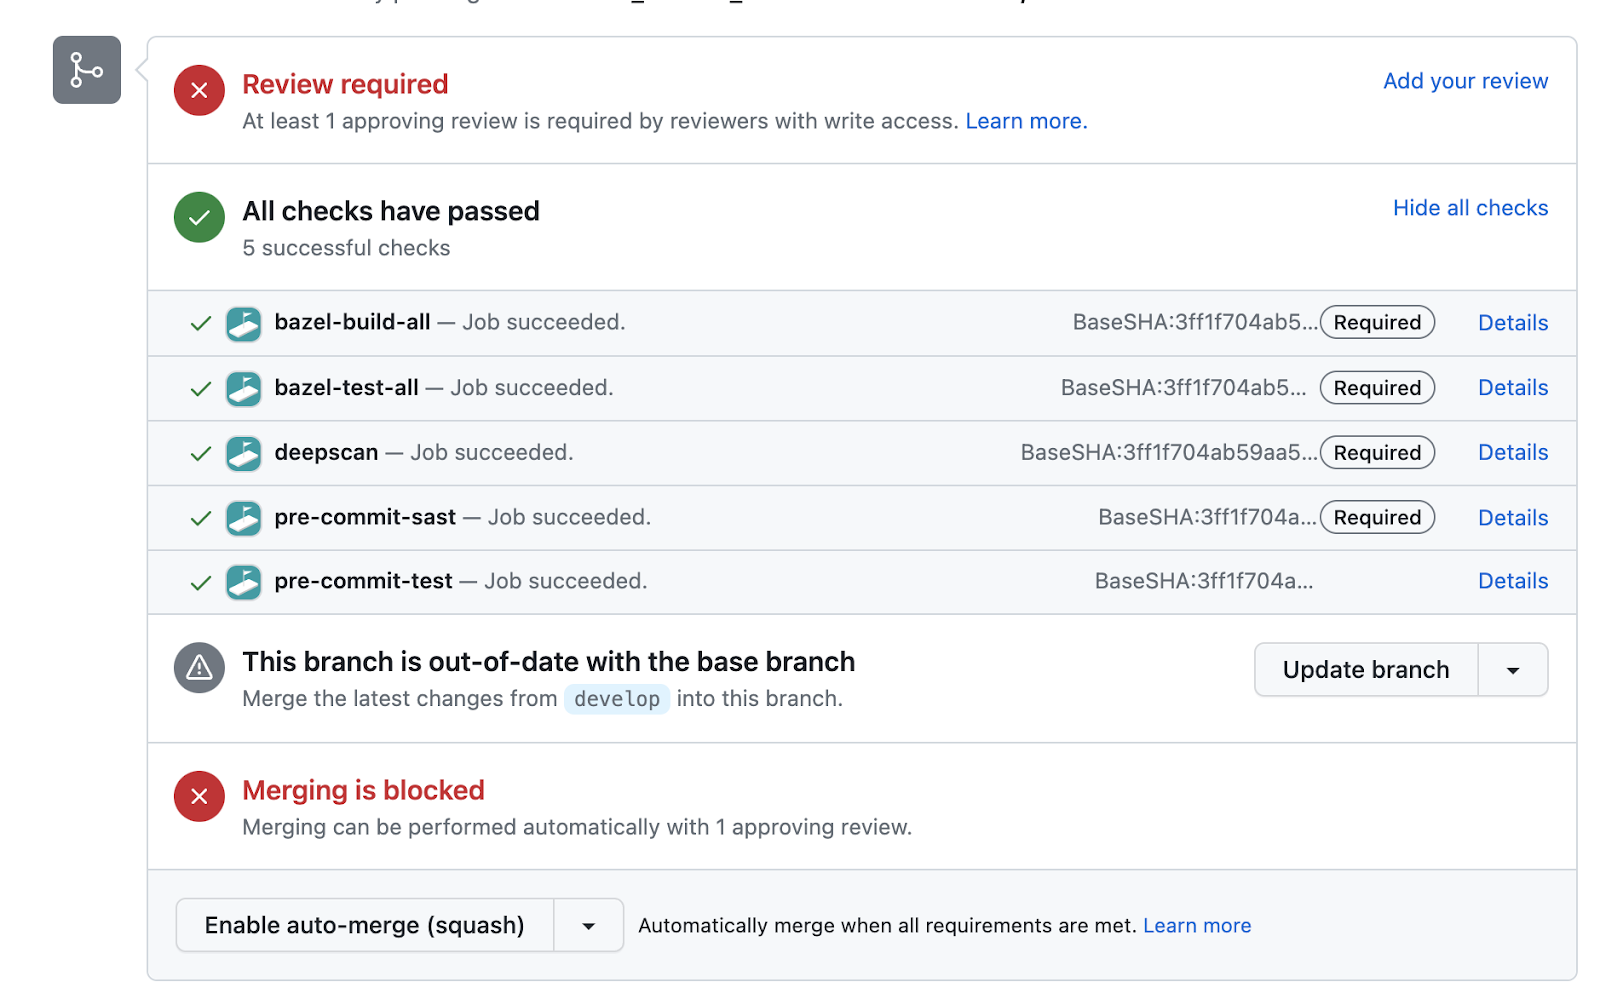 Review required
Add your review
At least 1 approving review is required by reviewers with write access. Learn more.
All checks have passed
Hide all checks
5 successful checks
bazel-build-all — Job succeeded. BaseSHA:3ff1f704ab5... Required Details
bazel-test-all — Job succeeded. BaseSHA:3ff1f704ab5... Required Details
deepscan — Job succeeded. BaseSHA:3ff1f704ab59aa5... Required Details
pre-commit-sast — Job succeeded. BaseSHA:3ff1f704a... Required Details
pre-commit-test — Job succeeded. BaseSHA:3ff1f704a... Details
This branch is out-of-date with the base branch
Update branch
Merge the latest changes from develop into this branch.
Merging is blocked
Merging can be performed automatically with 1 approving review.
Enable auto-merge (squash) Automatically merge when all requirements are met. Learn more